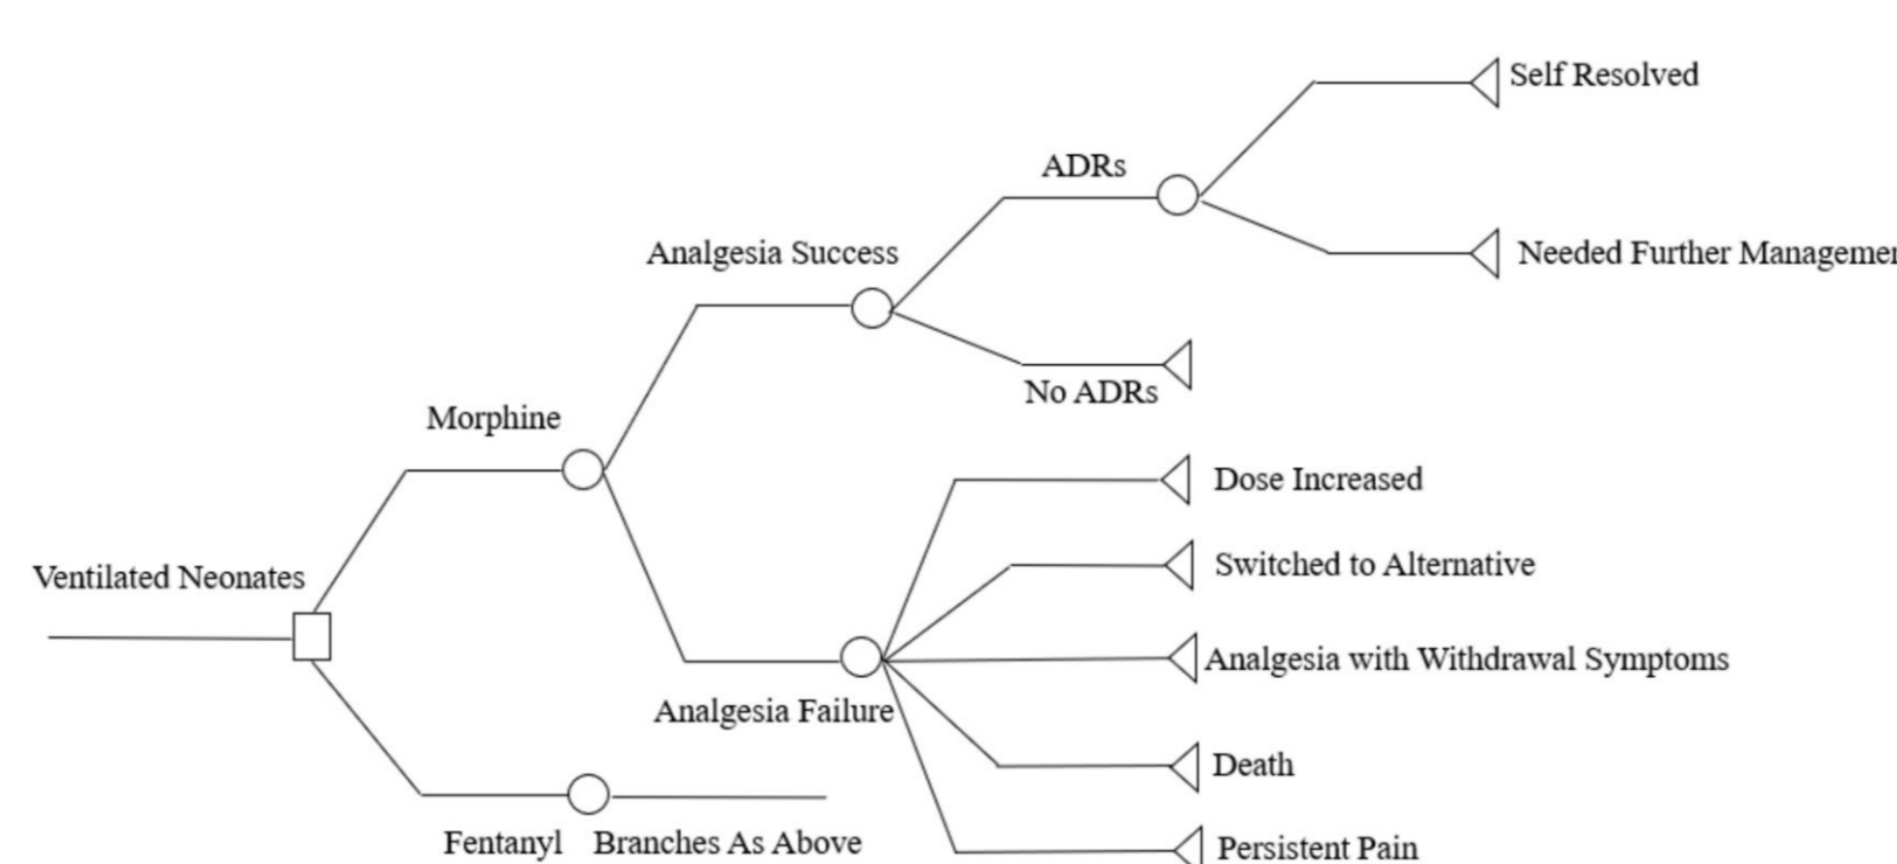 Self Resolved
ADRs
Needed Further Managemen
Analgesia Success
No ADRs
Morphine
Dose Increased
Switched to Alternative
Ventilated Neonates
Analgesia with Withdrawal Symptoms
Analgesia Failure
Death
Fentanyl Branches As Above
Persistent Pain